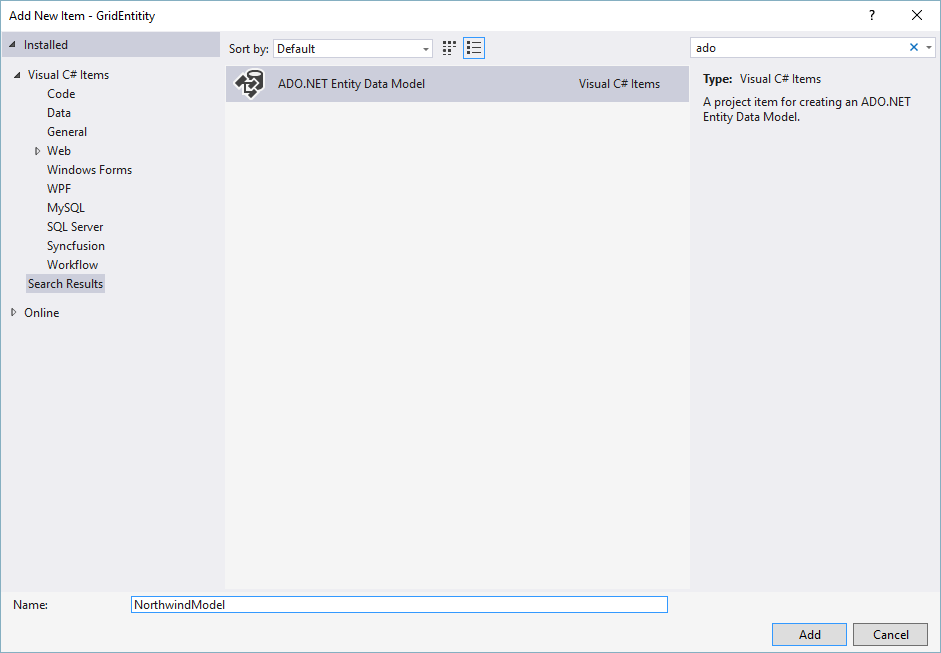 Add New Item - GridEntitity
?
Installed
Sort by: Default
ado
Visual C# Items
Code
Data
General
Web
Windows Forms
WPF
MySQL
SQL Server
Syncfusion
Workflow
Search Results
Online
ADO.NET Entity Data Model Visual C# Items
Type: Visual C# Items
A project item for creating an ADO.NET
Entity Data Model.
Name: NorthwindModel
Add Cancel